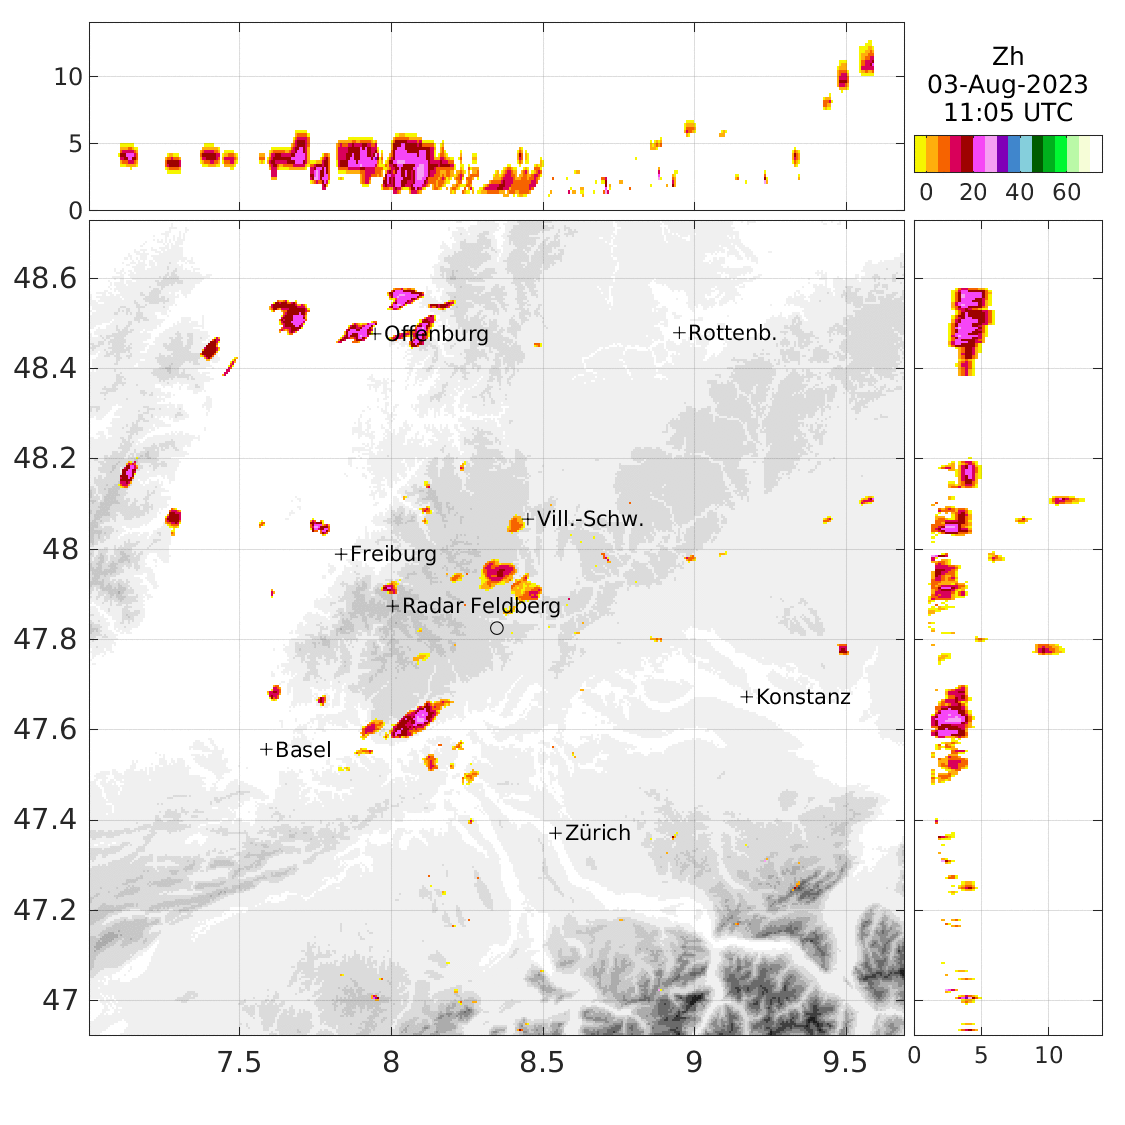 10
5
0
Zh
03-Aug-2023
11:05 UTC
0 20 40 60
48.6
48.4
48.2
48
47.8
47.6
47.4
47.2
47
Offenburg
Rottenb.
Vill.-Schw.
Freiburg
Radar Feldberg
Konstanz
Basel
Zürich
7.5 8 8.5 9 9.5
0 5 10